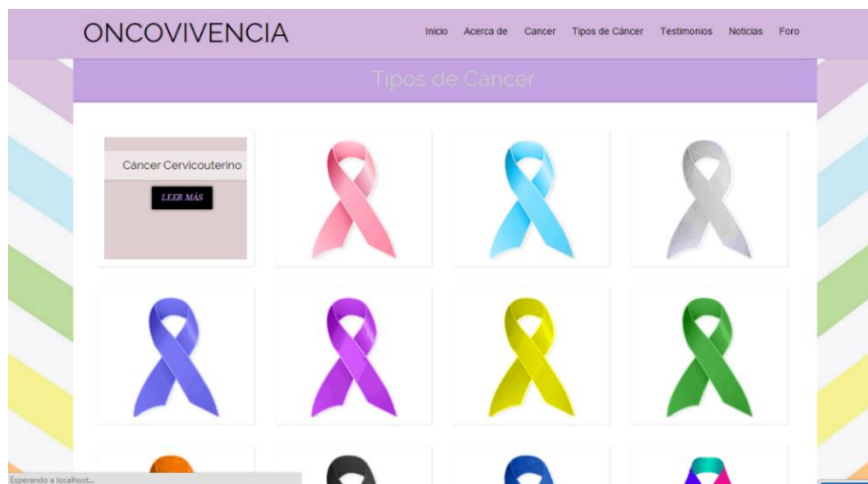 ONCOVIVENCIA
Inicio Acerca de Cancer Tipos de Cáncer Testimonios Noticias Foro
Tipos de Cáncer
Cáncer Cervicouterino
LEER MÁS
Esperando a localhost...